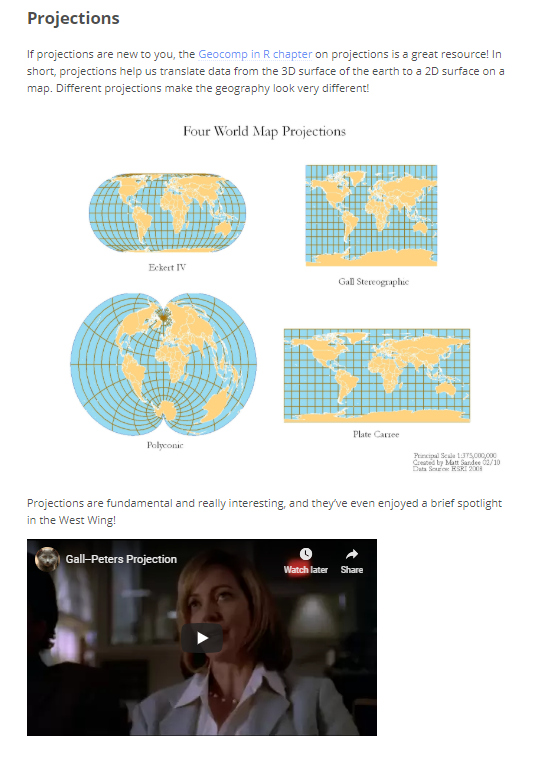 Projections
If projections are new to you, the Geocomp in R chapter on projections is a great resource! In
short, projections help us translate data from the 3D surface of the earth to a 2D surface on a
map. Different projections make the geography look very different!
Four World Map Projections
Eckert IV
Gall Stereographic
Polyconic
Plate Carree
Principal Scale 1:375,000,000
Created by Matt Sandee 02/10
Data Source: ESRI 2008
Projections are fundamental and really interesting, and they've even enjoyed a brief spotlight
in the West Wing!
Gall–Peters Projection
Watch later
Share